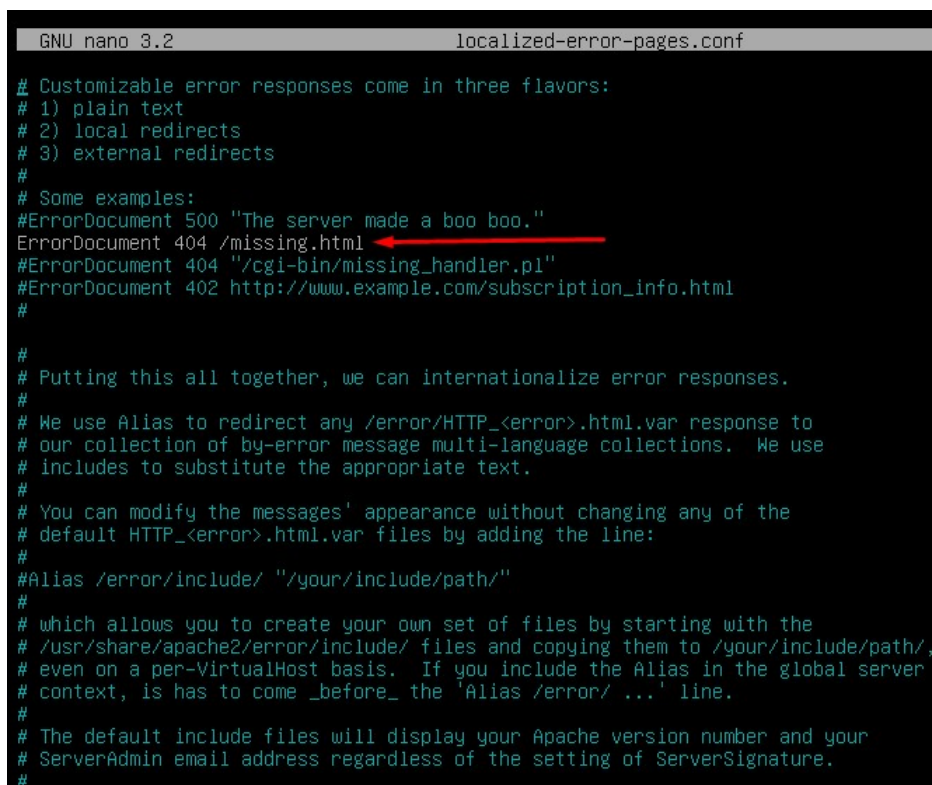 GNU nano 3.2 localized-error-pages.conf
# Customizable error responses come in three flavors:
# 1) plain text
# 2) local redirects
# 3) external redirects
#
# Some examples:
#ErrorDocument 500 "The server made a boo boo."
ErrorDocument 404 /missing.html
#ErrorDocument 404 "/cgi-bin/missing_handler.pl"
#ErrorDocument 402 http://www.example.com/subscription_info.html
#
#
# Putting this all together, we can internationalize error responses.
#
# We use Alias to redirect any /error/HTTP_<error>.html.var response to
# our collection of by-error message multi-language collections.  We use
# includes to substitute the appropriate text.
#
# You can modify the messages' appearance without changing any of the
# default HTTP_<error>.html.var files by adding the line:
#
#Alias /error/include/ "/your/include/path/"
#
# which allows you to create your own set of files by starting with the
# /usr/share/apache2/error/include/ files and copying them to /your/include/path/,
# even on a per-VirtualHost basis.  If you include the Alias in the global server
# context, is has to come _before_ the 'Alias /error/ ...' line.
#
# The default include files will display your Apache version number and your
# ServerAdmin email address regardless of the setting of ServerSignature.
#